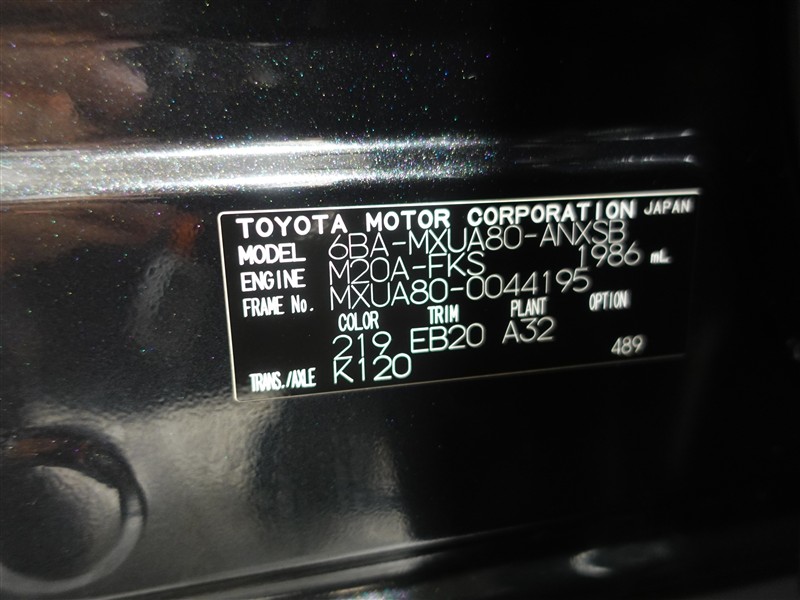 TOYOTA MOTOR CORPORATION JAPAN
MODEL 6BA-MXUA80-ANXSB
ENGINE M20A-FKS 1986 mL
FRAME No. MXUA80-0044195
COLOR TRIM PLANT OPTION
219 EB20 A32
TRANS./AXLE K120 489